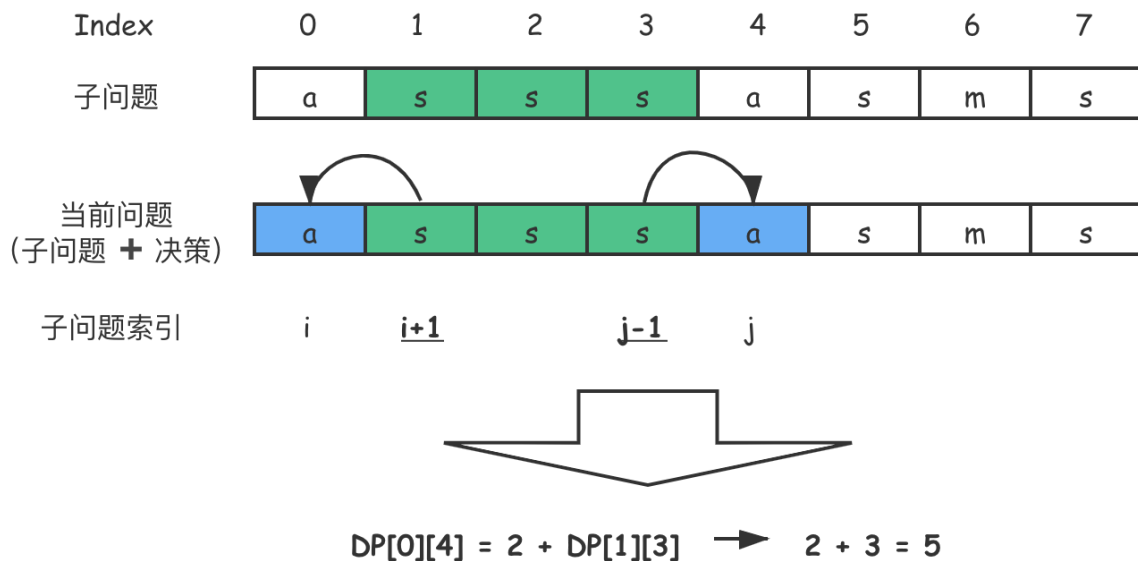 Index 0 1 2 3 4 5 6 7
子问题 a s s s a s m s
当前问题
(子问题 + 决策) a s s s a s m s
子问题索引 i i+1 j-1 j
DP[0][4] = 2 + DP[1][3] 2 + 3 = 5